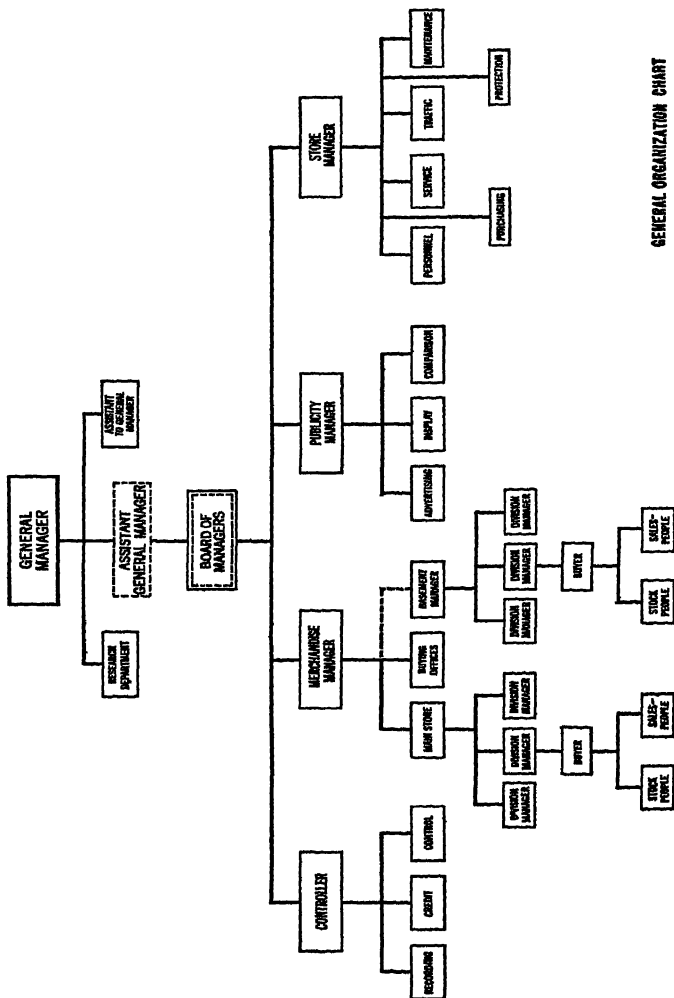 GENERAL
MANAGER
RESEARCH
DEPARTMENT
ASSISTANT
GENERAL MANAGER
ASSISTANT
TO GENERAL
MANAGER
BOARD OF
MANAGERS
CONTROLLER
MERCHANDISE
MANAGER
PUBLICITY
MANAGER
STORE
MANAGER
RECORDING
CREDIT
CONTROL
MAIN STORE
BUYING
OFFICES
BASEMENT
MANAGER
ADVERTISING
DISPLAY
COMPARISON
PERSONNEL
SERVICE
TRAFFIC
MAINTENANCE
PURCHASING
PROTECTION
DIVISION
MANAGER
DIVISION
MANAGER
DIVISION
MANAGER
DIVISION
MANAGER
DIVISION
MANAGER
DIVISION
MANAGER
BUYER
BUYER
STOCK
PEOPLE
SALES-
PEOPLE
STOCK
PEOPLE
SALES-
PEOPLE
GENERAL ORGANIZATION CHART